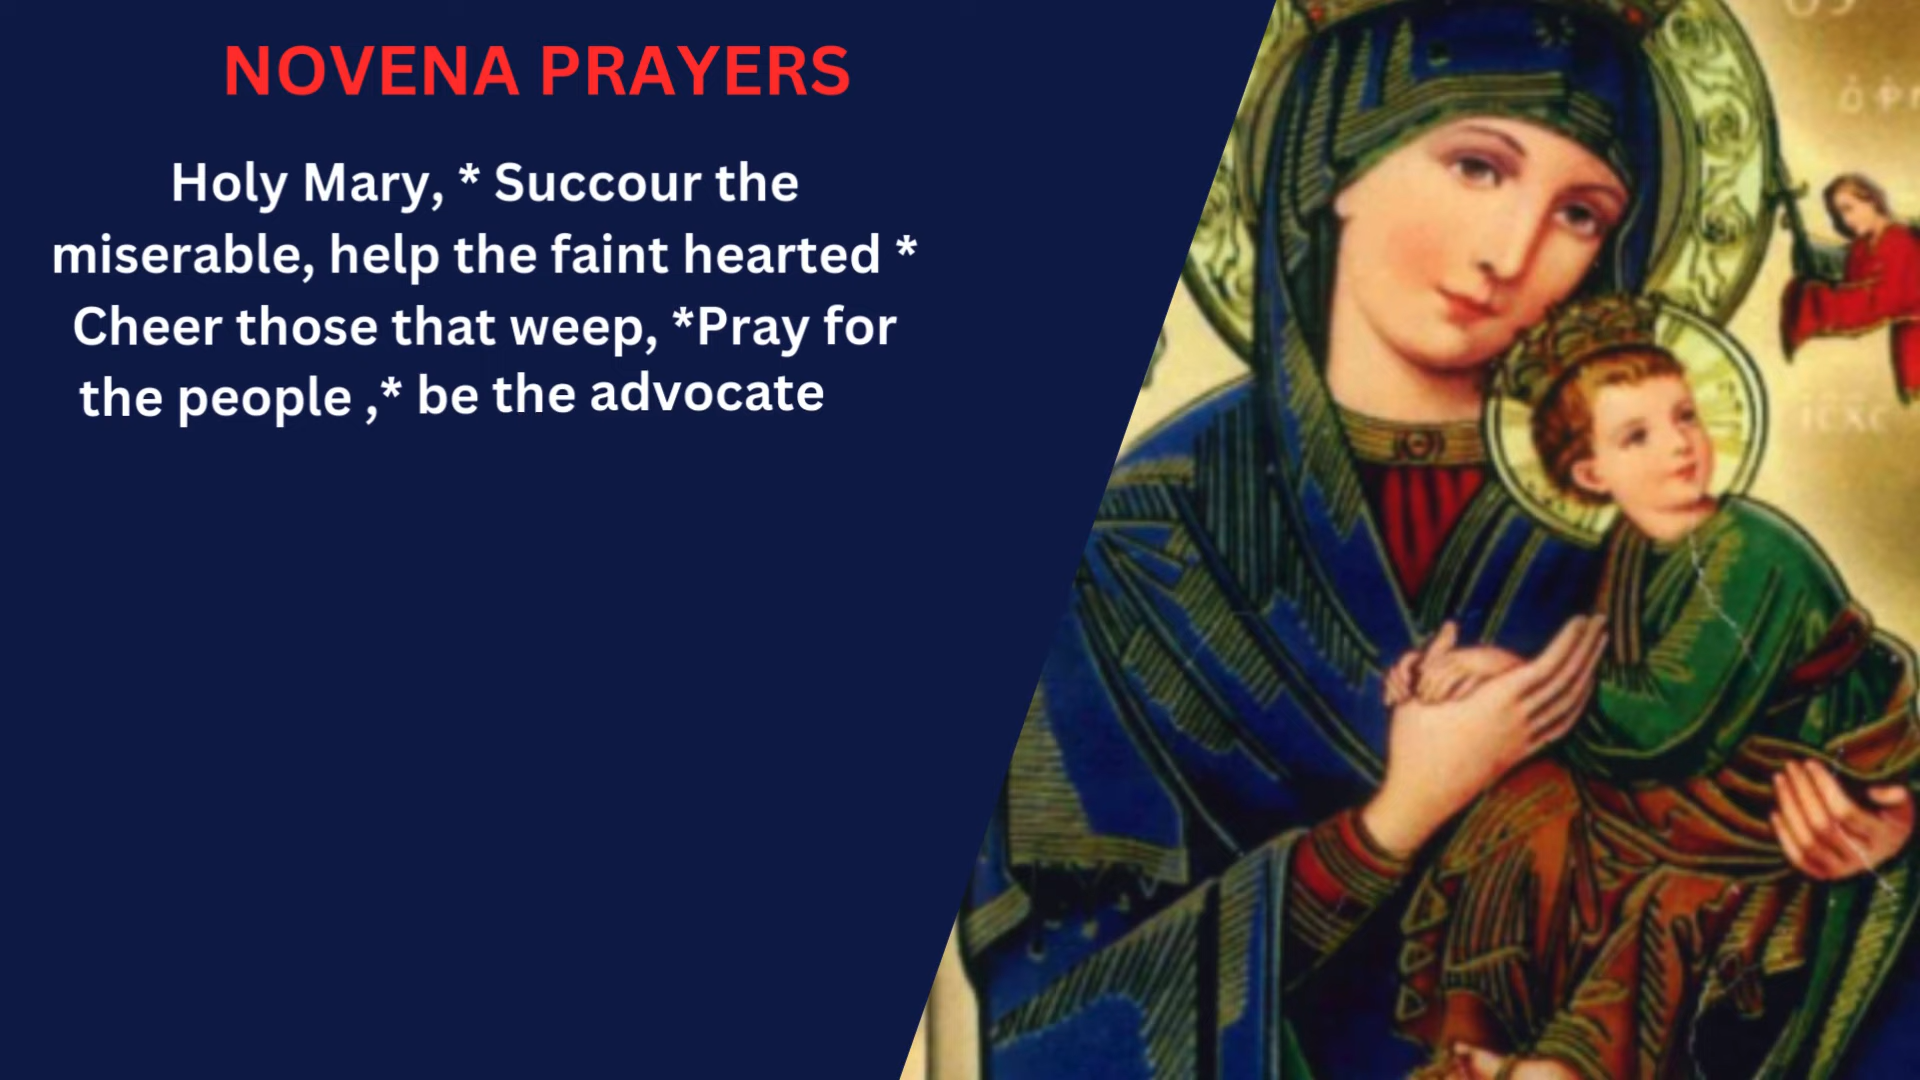 NOVENA PRAYERS
Holy Mary, * Succour the
miserable, help the faint hearted *
Cheer those that weep, *Pray for
the people ,* be the advocate
ICXC